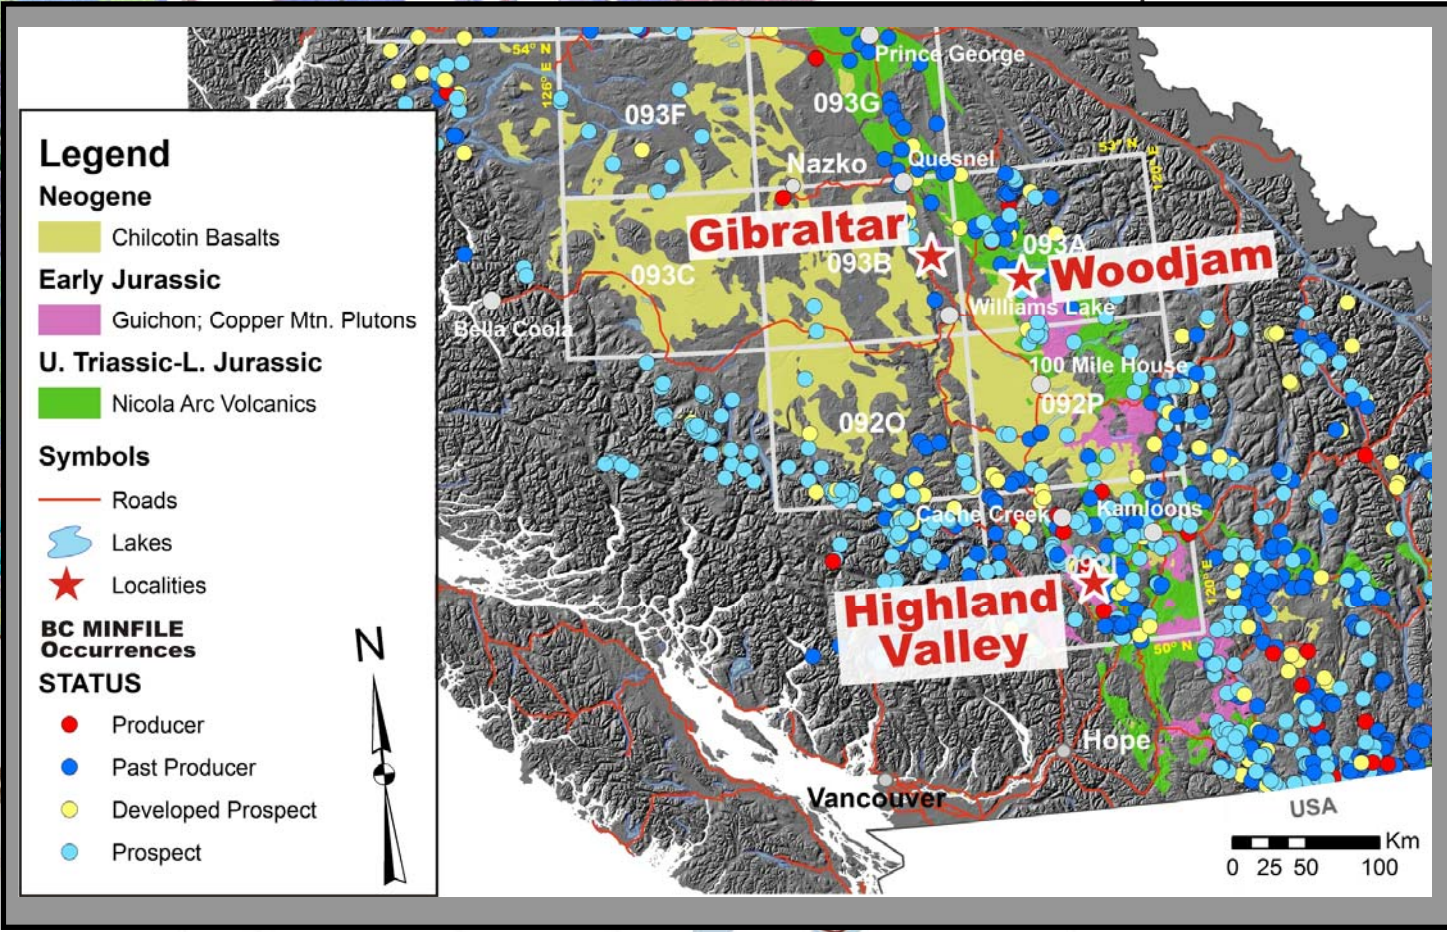 Legend
Neogene
Chilcotin Basalts
Early Jurassic
Guichon; Copper Mtn. Plutons
U. Triassic-L. Jurassic
Nicola Arc Volcanics
Symbols
Roads
Lakes
Localities
BC MINFILE
Occurrences
STATUS
Producer
Past Producer
Developed Prospect
Prospect
N
54° N
126° E
093F
093G
Prince George
Nazko
Quesnel
53° N
120° E
Gibraltar
093A
Woodjam
093B
093C
Williams Lake
Bella Coola
100 Mile House
092P
092O
Cache Creek
Kamloops
092I
120° E
Highland
Valley
50° N
Hope
Vancouver
USA
Km
0 25 50 100